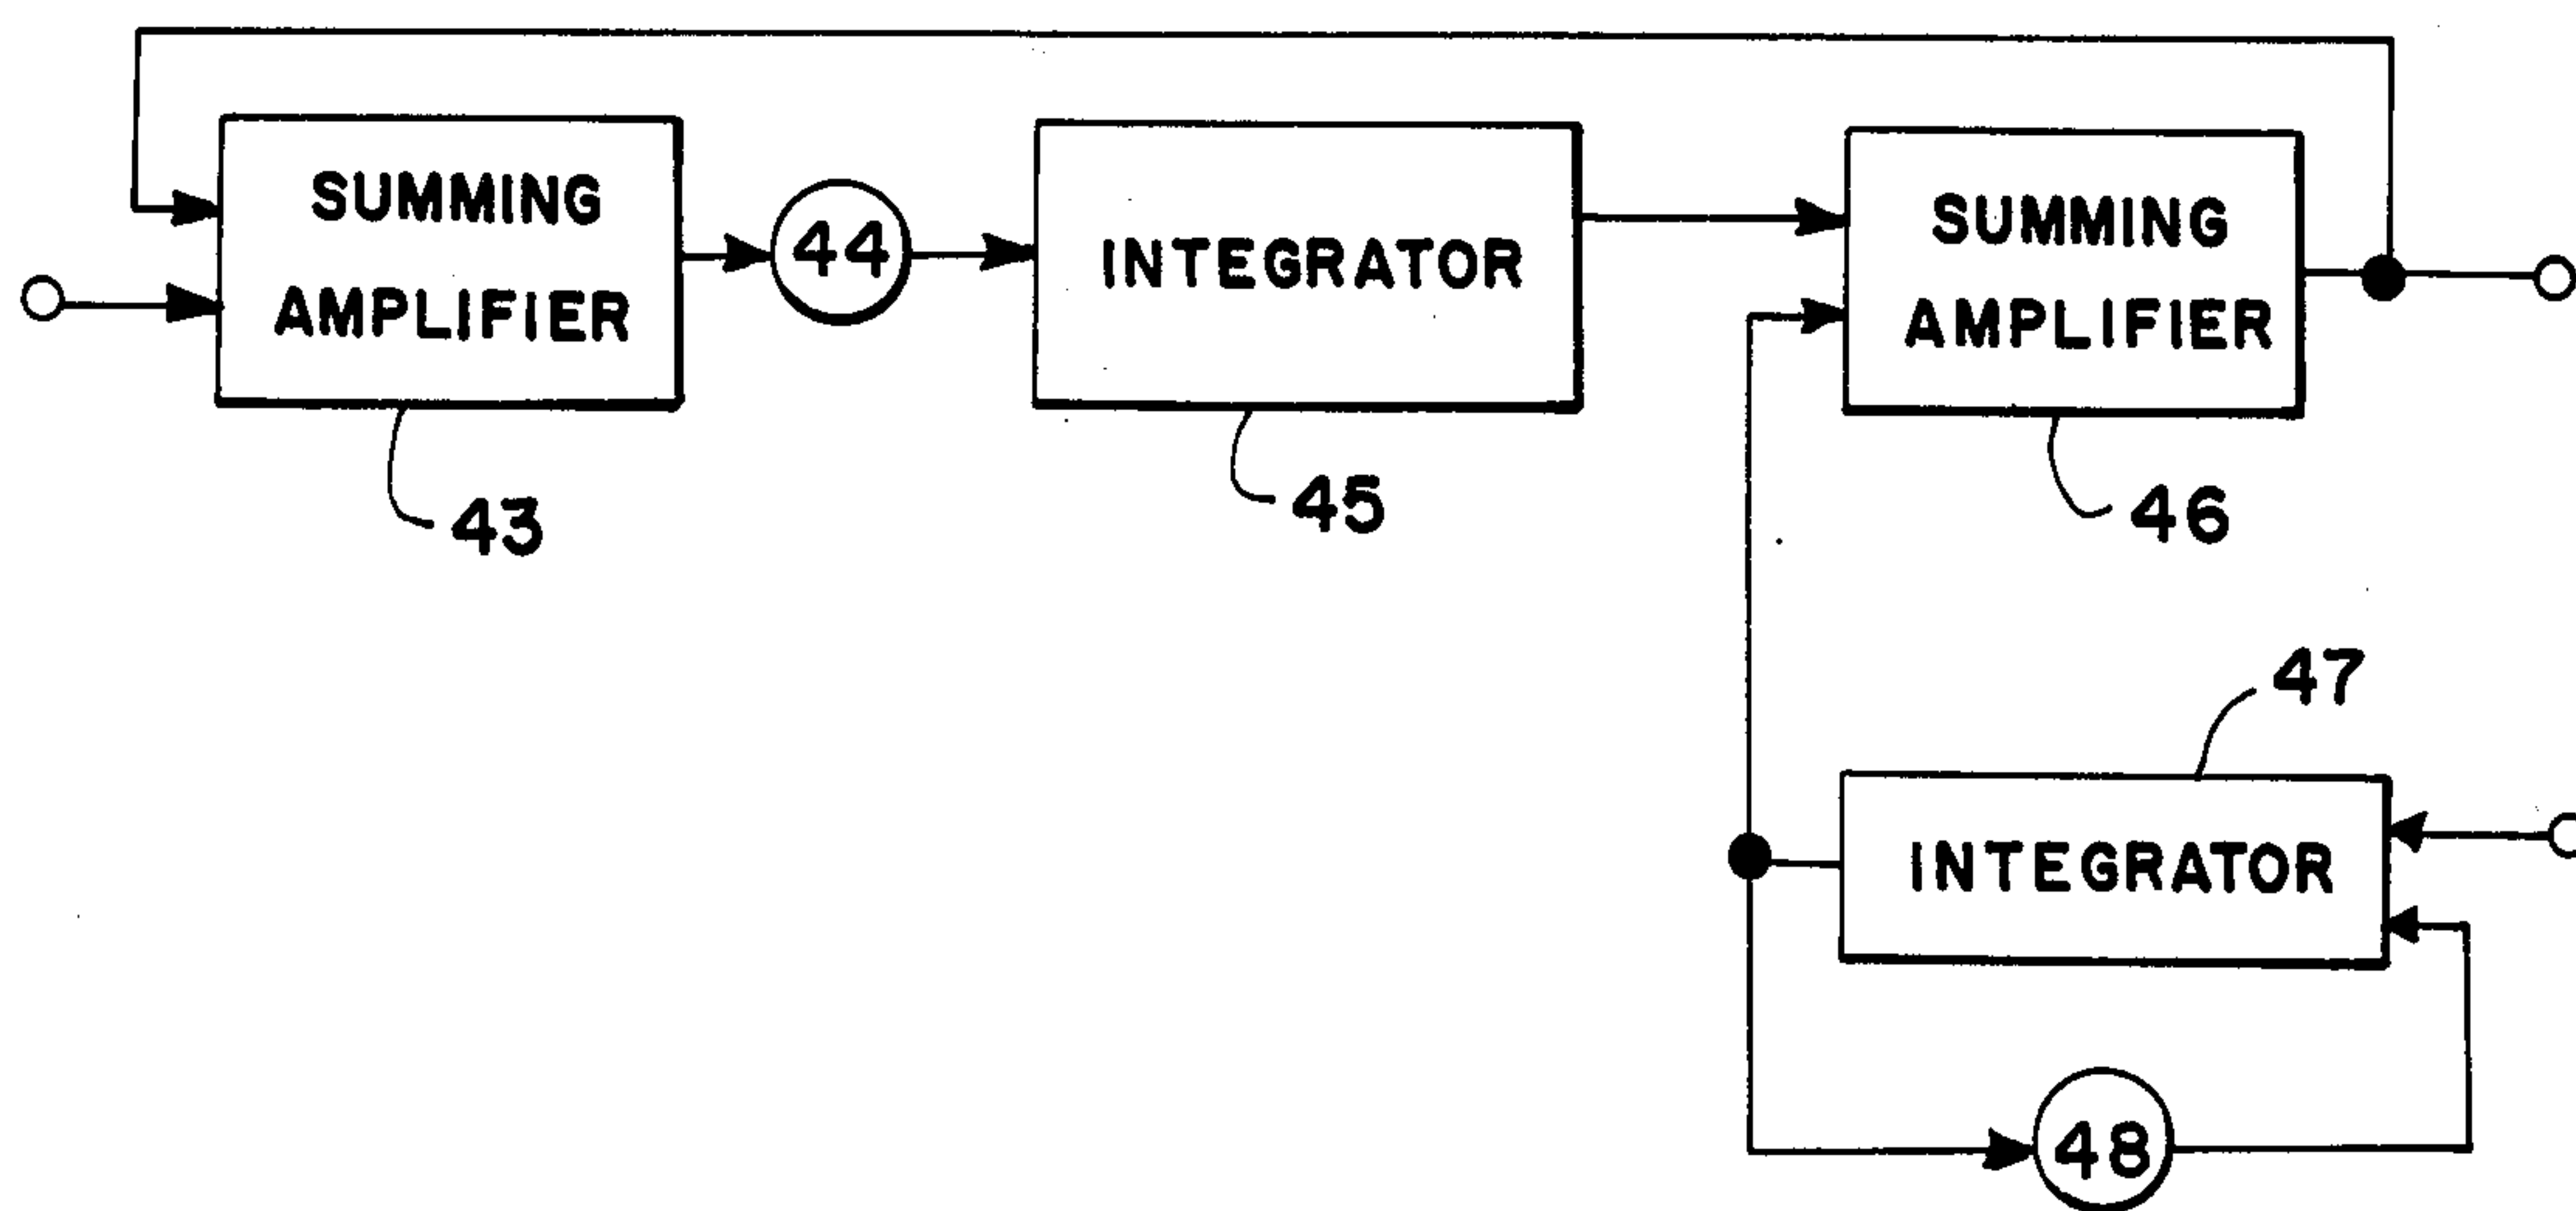 SUMMING
AMPLIFIER
44
INTEGRATOR
SUMMING
AMPLIFIER
43
45
46
47
INTEGRATOR
48